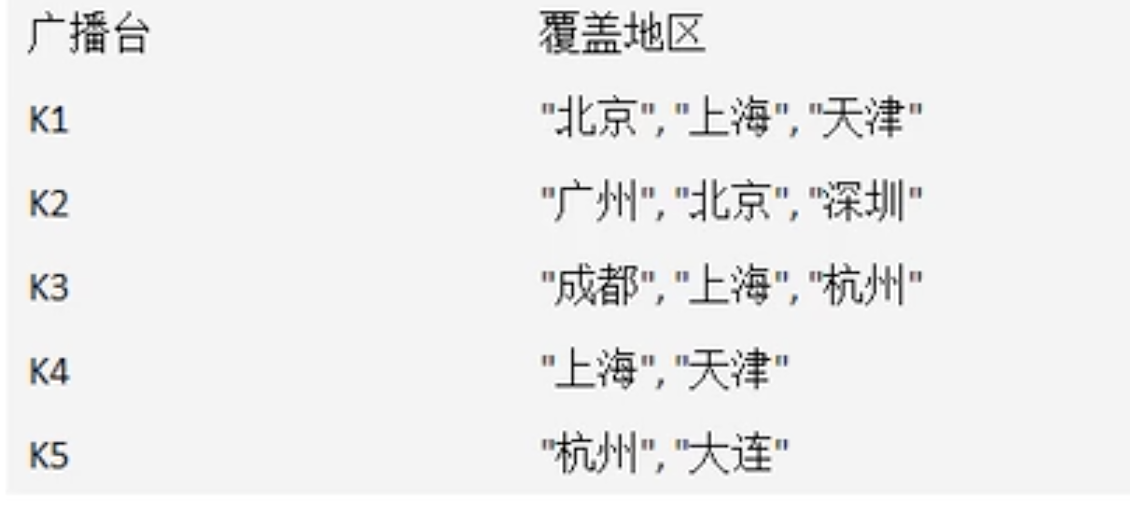 广播台 覆盖地区
K1 "北京", "上海", "天津"
K2 "广州", "北京", "深圳"
K3 "成都", "上海", "杭州"
K4 "上海", "天津"
K5 "杭州", "大连"